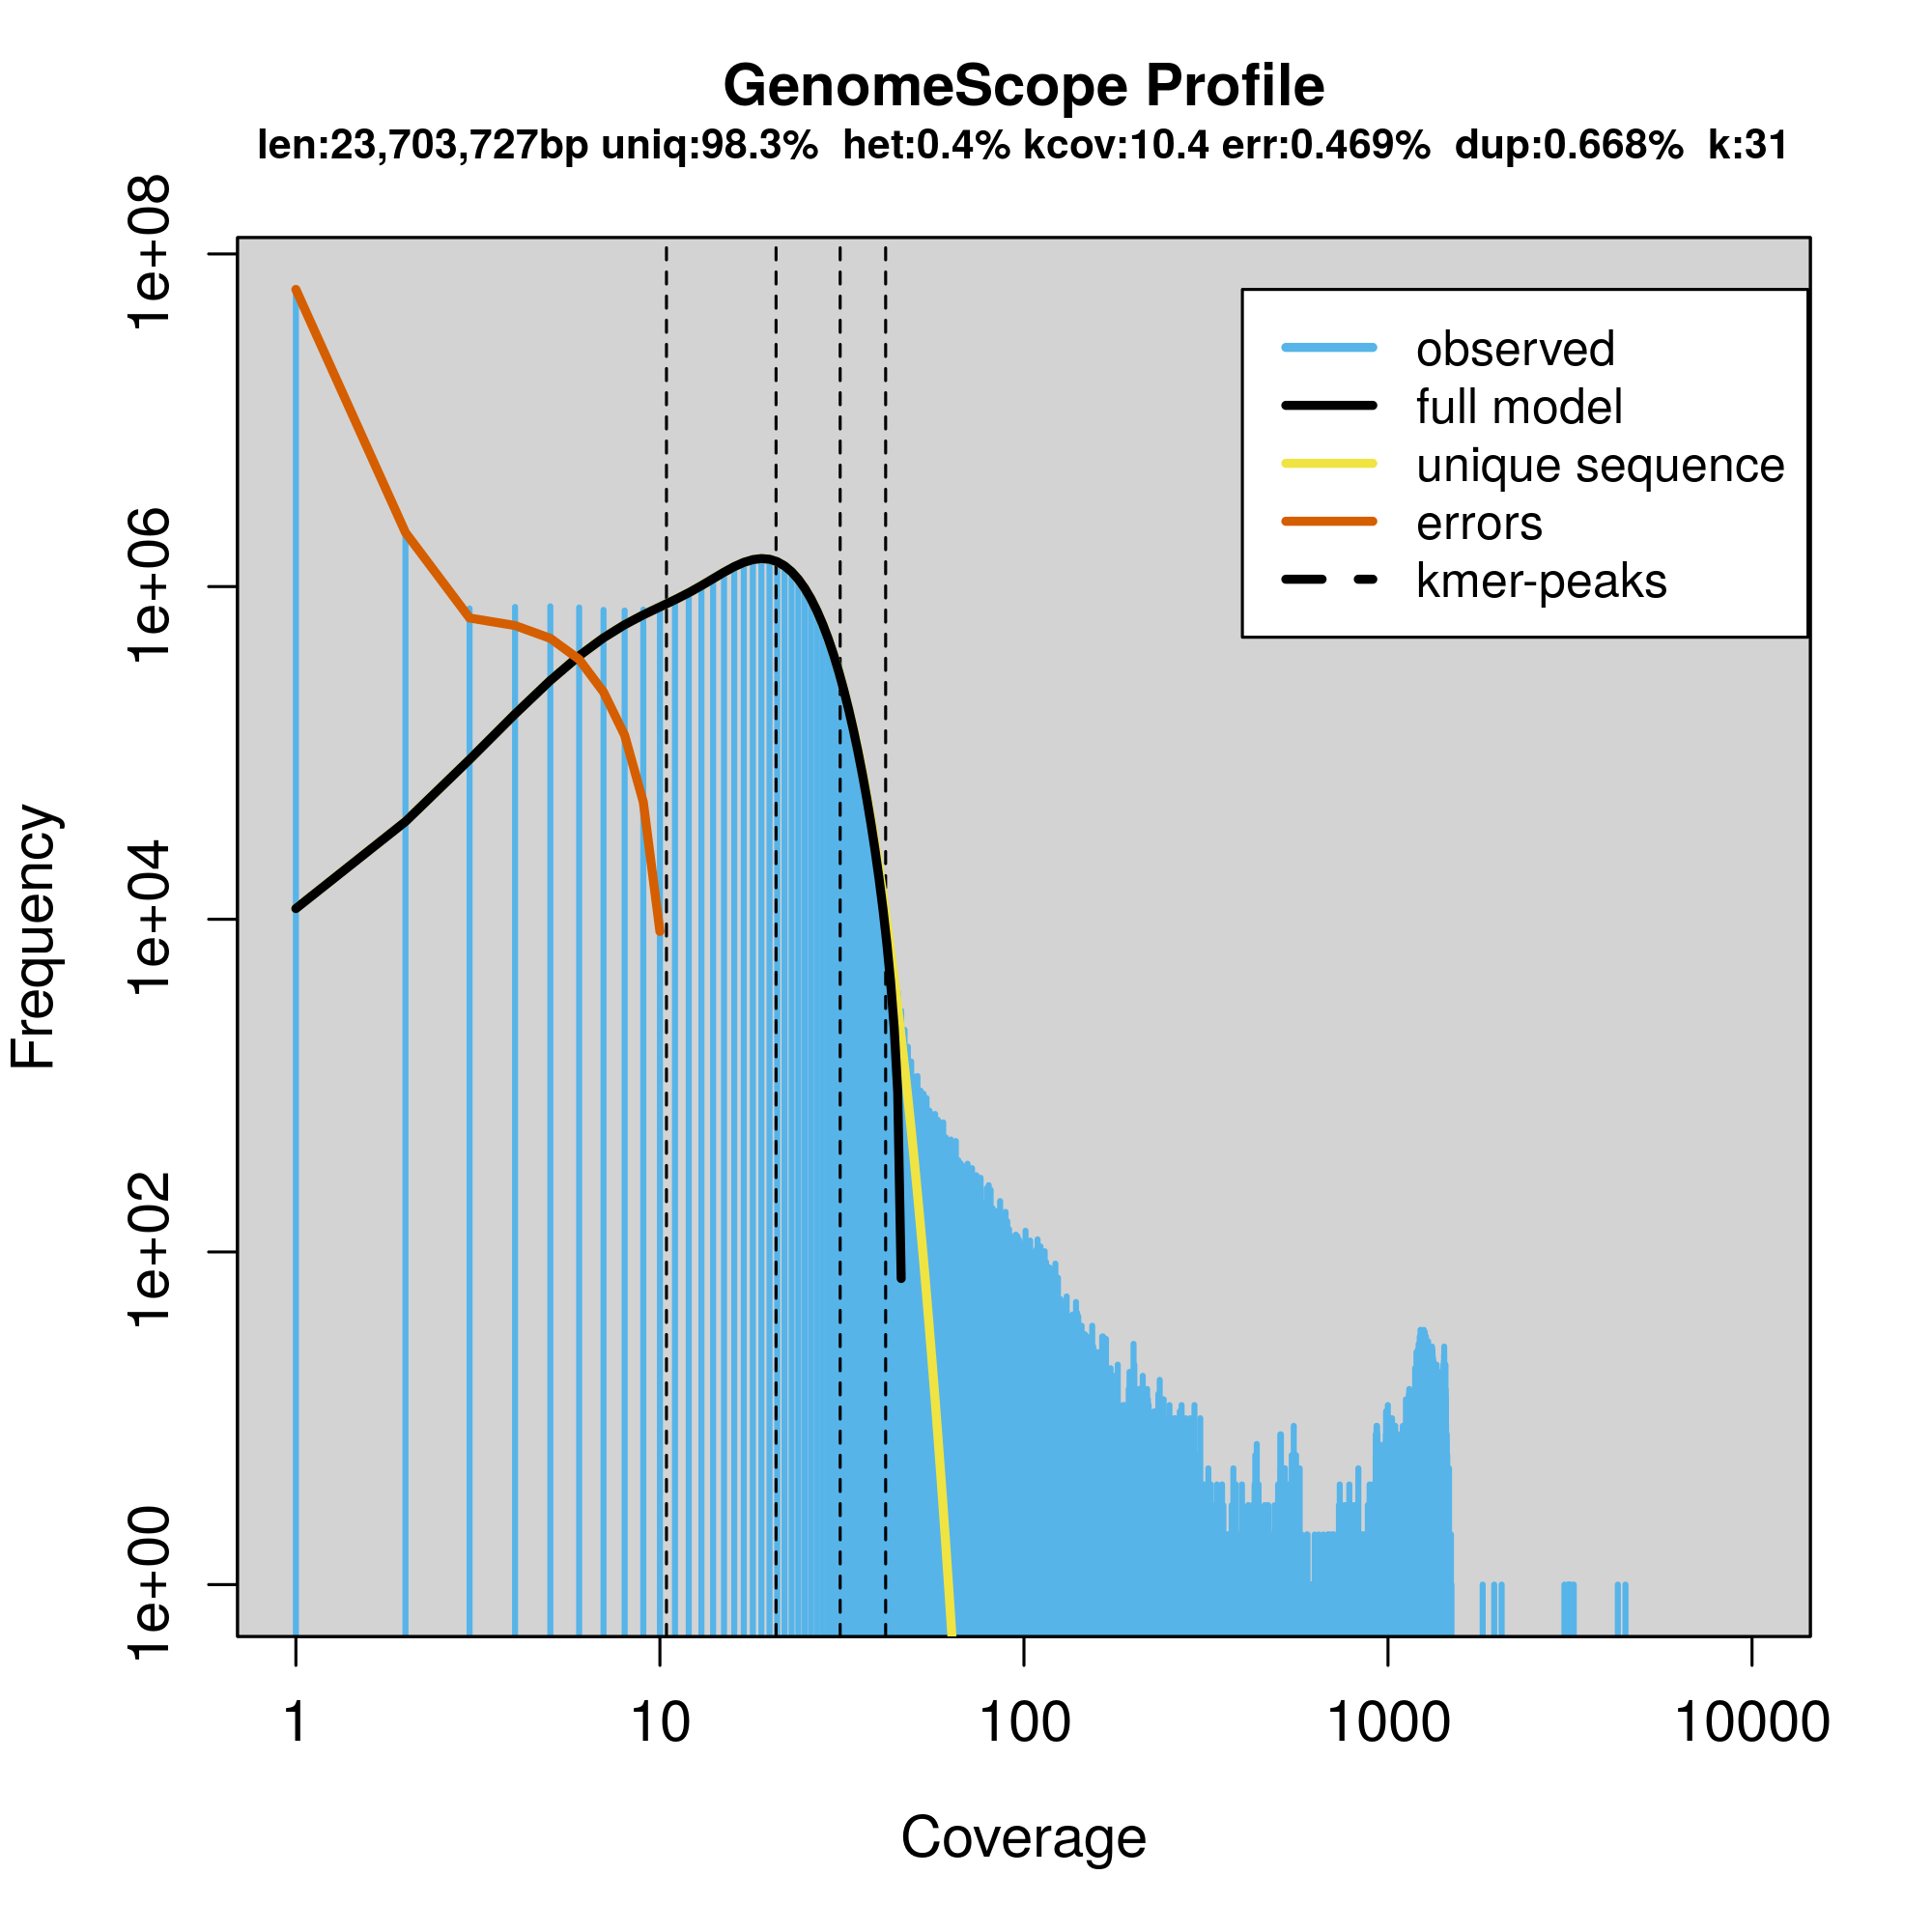 GenomeScope Profile
len:23,703,727bp uniq:98.3% het:0.4% kcov:10.4 err:0.469% dup:0.668% k:31
1e+08
1e+06
1e+04
1e+02
1e+00
Frequency
observed
full model
unique sequence
errors
kmer-peaks
1 10 100 1000 10000
Coverage